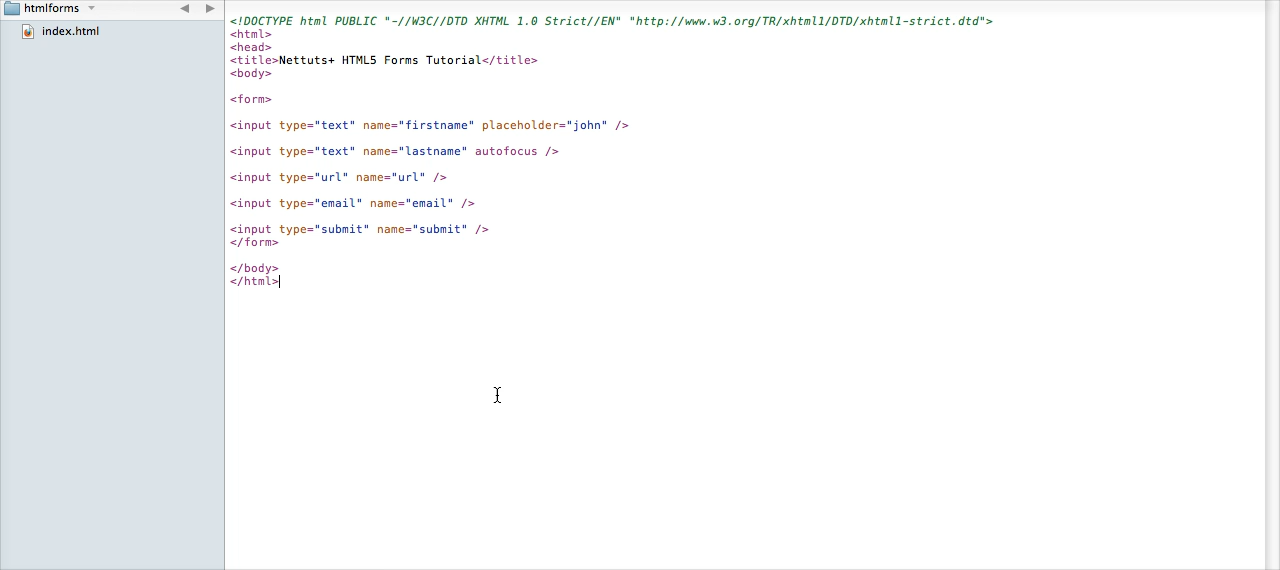 htmlforms
index.html
<!DOCTYPE html PUBLIC "-//W3C//DTD XHTML 1.0 Strict//EN" "http://www.w3.org/TR/xhtml1/DTD/xhtml1-strict.dtd">
<html>
<head>
<title>Nettuts+ HTML5 Forms Tutorial</title>
<body>
<form>
<input type="text" name="firstname" placeholder="john" />
<input type="text" name="lastname" autofocus />
<input type="url" name="url" />
<input type="email" name="email" />
<input type="submit" name="submit" />
</form>
</body>
</html>